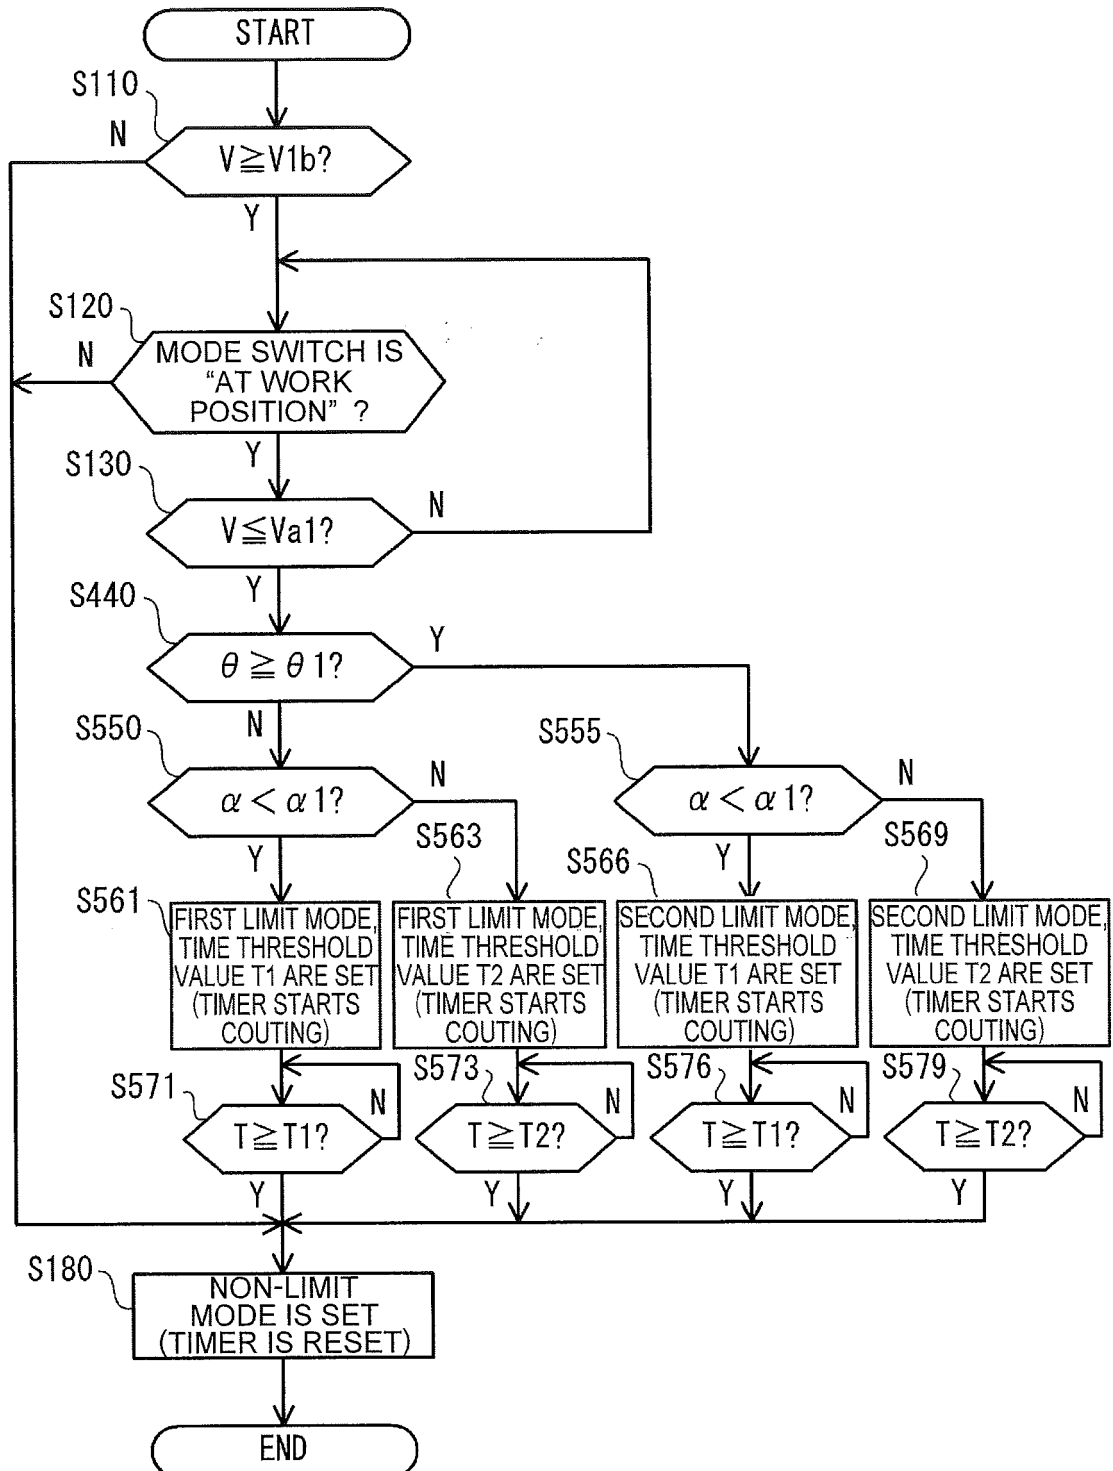 START
S110
N
V≧V1b?
Y
S120
N
MODE SWITCH IS
“AT WORK
POSITION” ?
Y
S130
N
V≦Va1?
Y
S440
Y
θ ≧ θ 1?
N
S550
N
α < α 1?
Y
S555
N
α < α 1?
Y
S561
FIRST LIMIT MODE,
TIME THRESHOLD
VALUE T1 ARE SET
(TIMER STARTS
COUTING)
S563
FIRST LIMIT MODE,
TIME THRESHOLD
VALUE T2 ARE SET
(TIMER STARTS
COUTING)
S566
SECOND LIMIT MODE,
TIME THRESHOLD
VALUE T1 ARE SET
(TIMER STARTS
COUTING)
S569
SECOND LIMIT MODE,
TIME THRESHOLD
VALUE T2 ARE SET
(TIMER STARTS
COUTING)
S571
N
T≧T1?
Y
S573
N
T≧T2?
Y
S576
N
T≧T1?
Y
S579
N
T≧T2?
Y
S180
NON-LIMIT
MODE IS SET
(TIMER IS RESET)
END